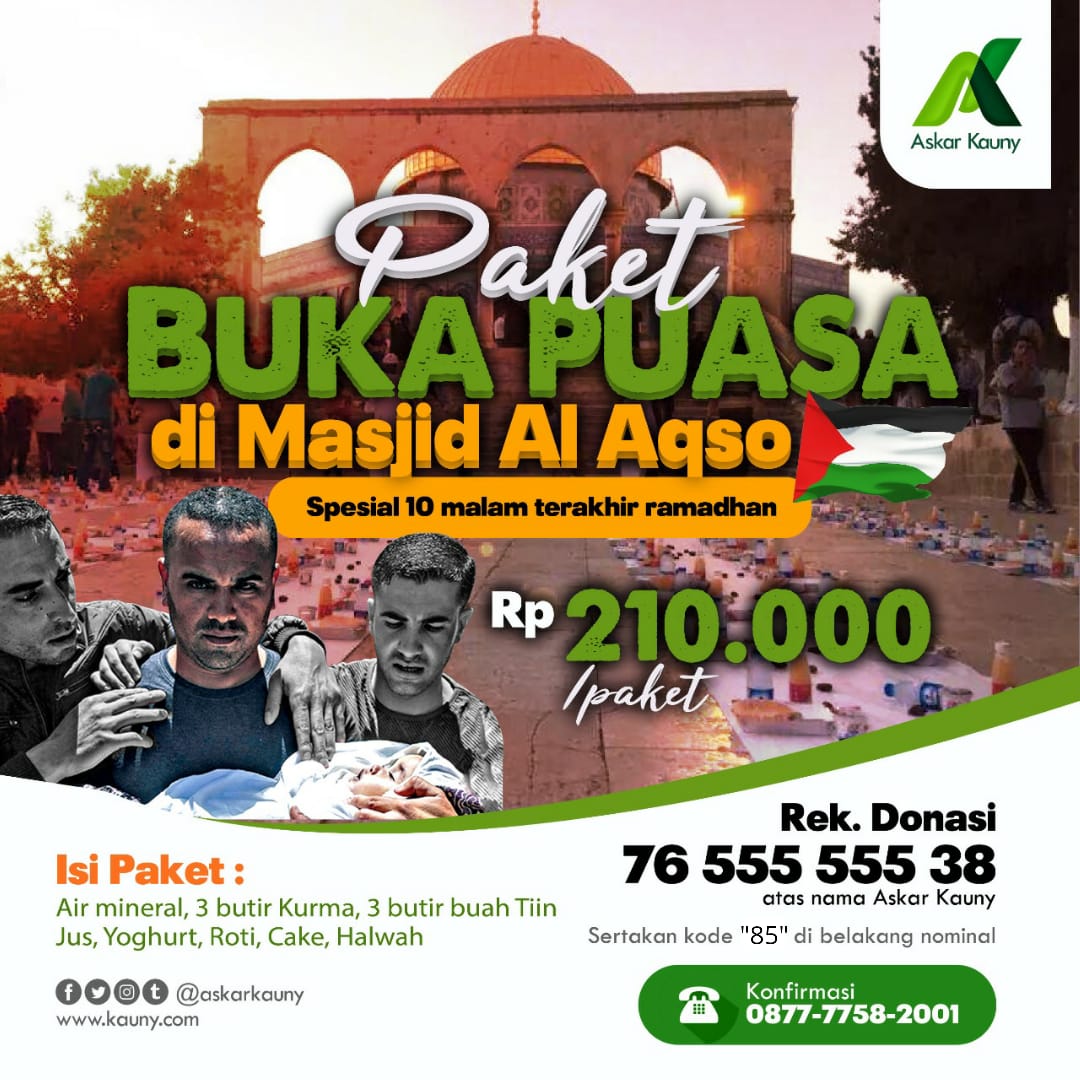 Askar Kauny
Paket
BUKA PUASA
di Masjid Al Aqso
Spesial 10 malam terakhir ramadhan
Rp 210.000
/paket
Isi Paket :
Air mineral, 3 butir Kurma, 3 butir buah Tiin
Jus, Yoghurt, Roti, Cake, Halwah
@askarkauny
www.kauny.com
Rek. Donasi
76 555 555 38
atas nama Askar Kauny
Sertakan kode "85" di belakang nominal
Konfirmasi
0877-7758-2001